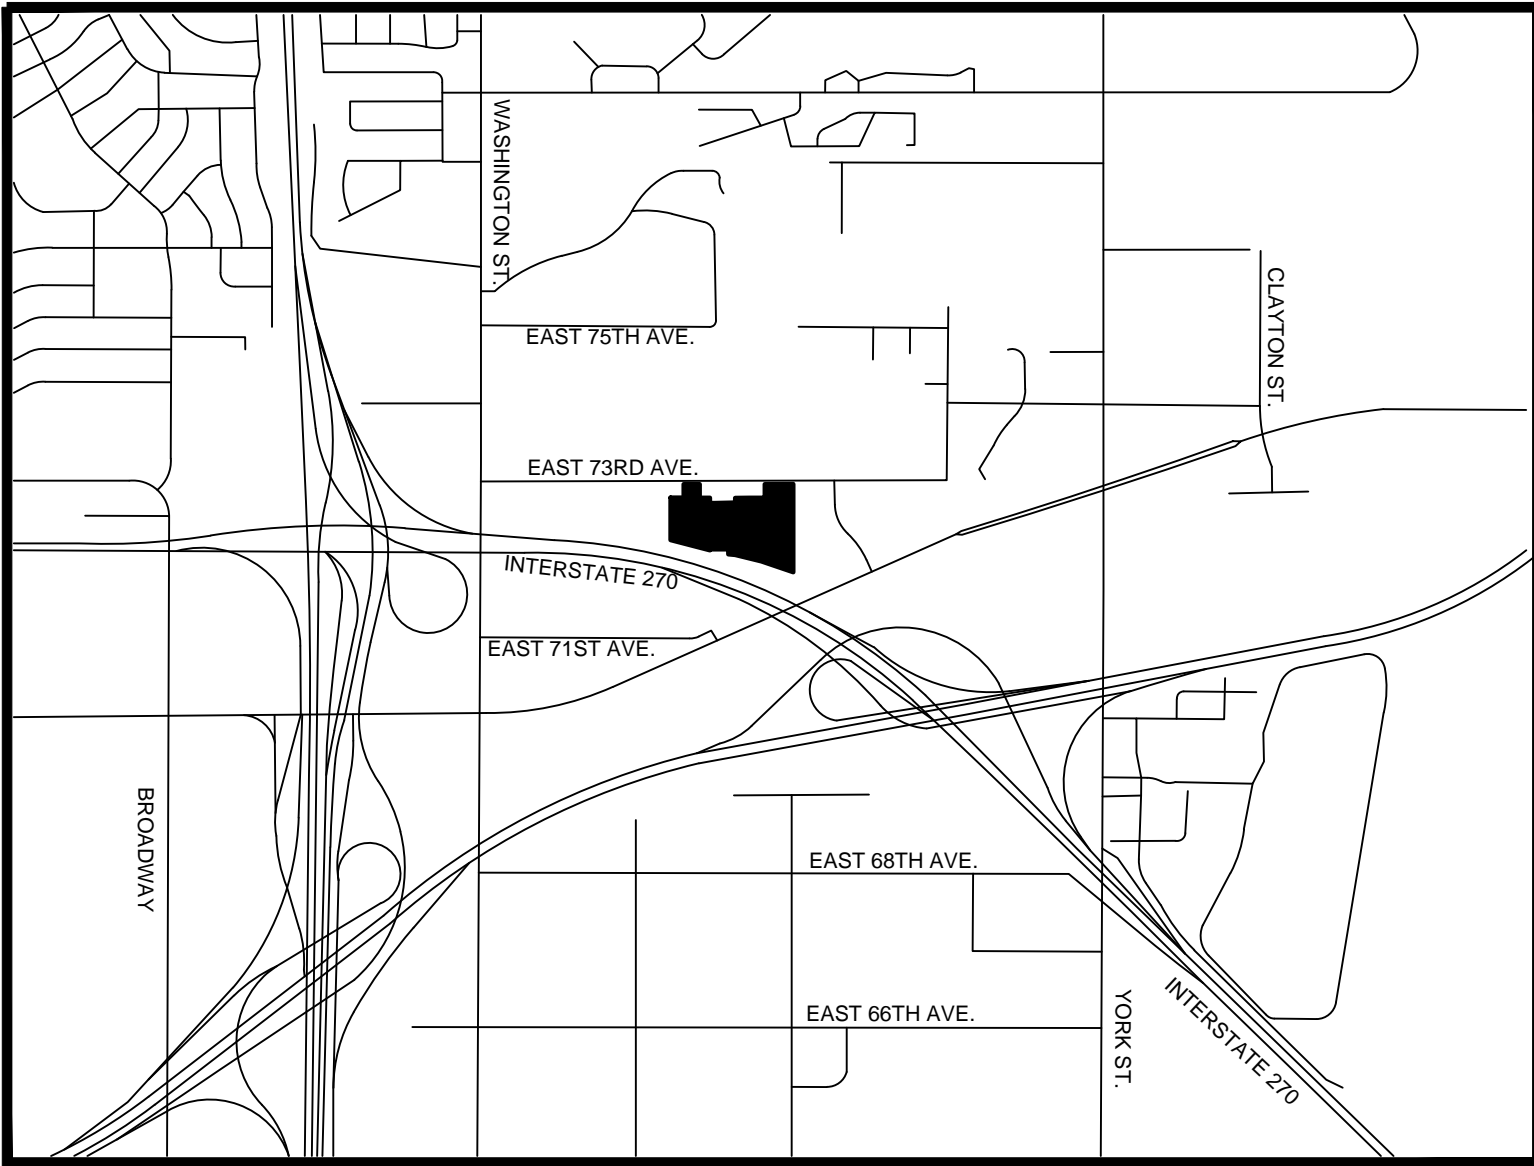 WASHINGTON ST.
CLAYTON ST.
EAST 75TH AVE.
EAST 73RD AVE.
INTERSTATE 270
EAST 71ST AVE.
BROADWAY
EAST 68TH AVE.
YORK ST.
INTERSTATE 270
EAST 66TH AVE.